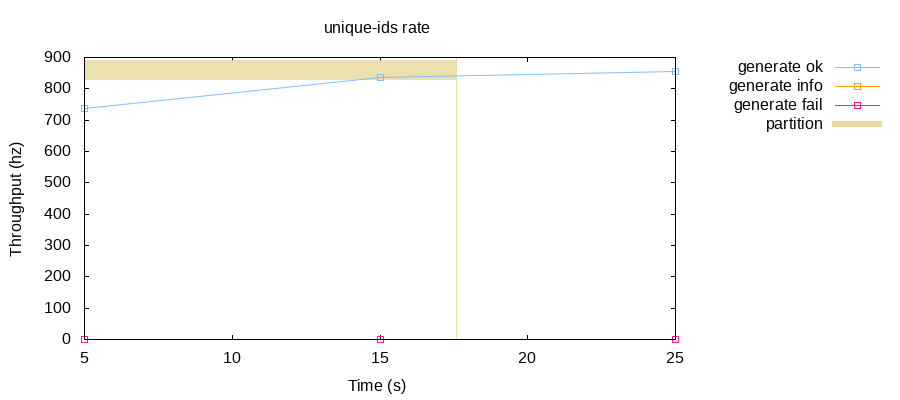 unique-ids rate
900
800
700
600
500
400
300
200
100
0
Throughput (hz)
5 10 15 20 25
Time (s)
generate ok
generate info
generate fail
partition